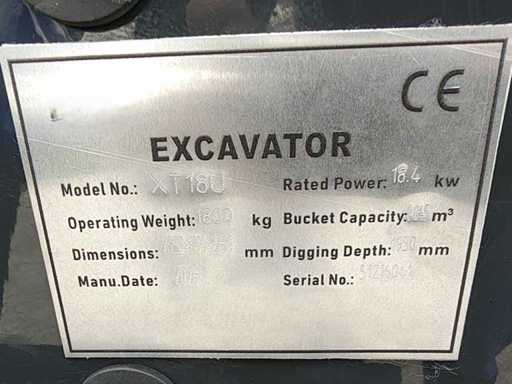 CE
EXCAVATOR
Model No.: XT18U Rated Power: 18.4 kw
Operating Weight: kg Bucket Capacity: m³
Dimensions: mm Digging Depth: mm
Manu.Date: Serial No.: